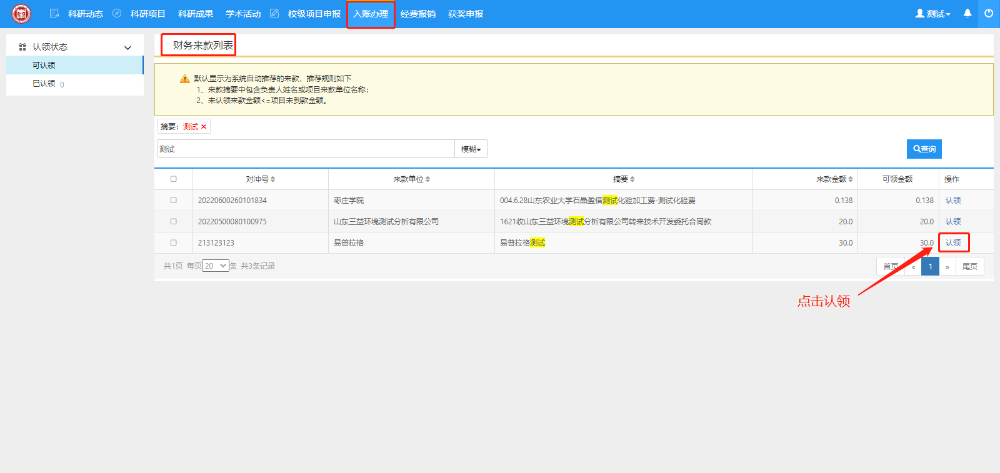 科研动态 科研项目 科研成果 学术活动 校级项目申报 入账办理 经费报销 获奖申报 测试
认领状态
可认领
已认领 0
财务来款列表
默认显示为系统自动推荐的来款，推荐规则如下
1、来款摘要中包含负责人姓名或项目来款单位名称；
2、未认领来款金额<=项目未到款金额。
摘要：测试 ×
测试 模糊 查询
对冲号 来款单位 摘要 来款金额 可领金额 操作
20220600260101834 枣庄学院 004.6.28山东农业大学石晶盈借测试化验加工费-测试化验费 0.138 0.138 认领
20220500080100975 山东三益环境测试分析有限公司 1621收山东三益环境测试分析有限公司转来技术开发委托合同款 20.0 20.0 认领
213123123 易普拉格 易普拉格测试 30.0 30.0 认领
共1页 每页 20 条 共3条记录 首页 « 1 » 尾页
点击认领